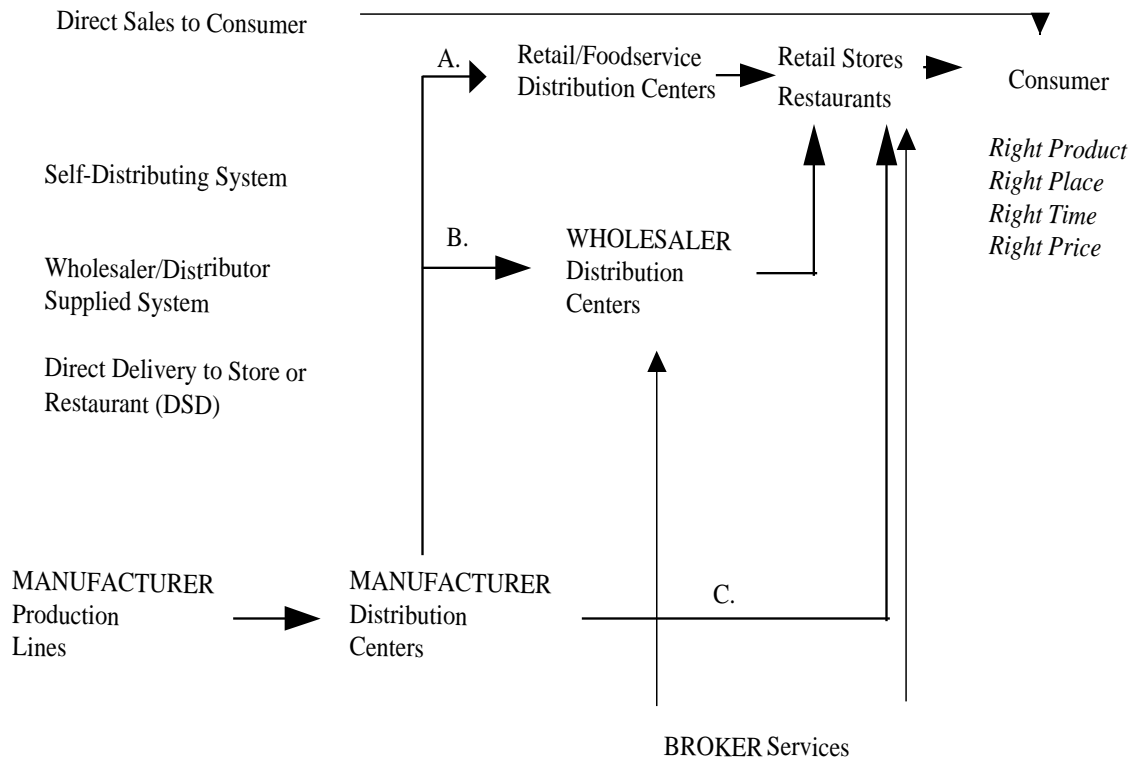 Direct Sales to Consumer
A.
Retail/Foodservice
Distribution Centers
Retail Stores
Restaurants
Consumer
Right Product
Right Place
Right Time
Right Price
Self-Distributing System
B.
WHOLESALER
Distribution
Centers
Wholesaler/Distributor
Supplied System
Direct Delivery to Store or
Restaurant (DSD)
MANUFACTURER
Production
Lines
MANUFACTURER
Distribution
Centers
C.
BROKER Services